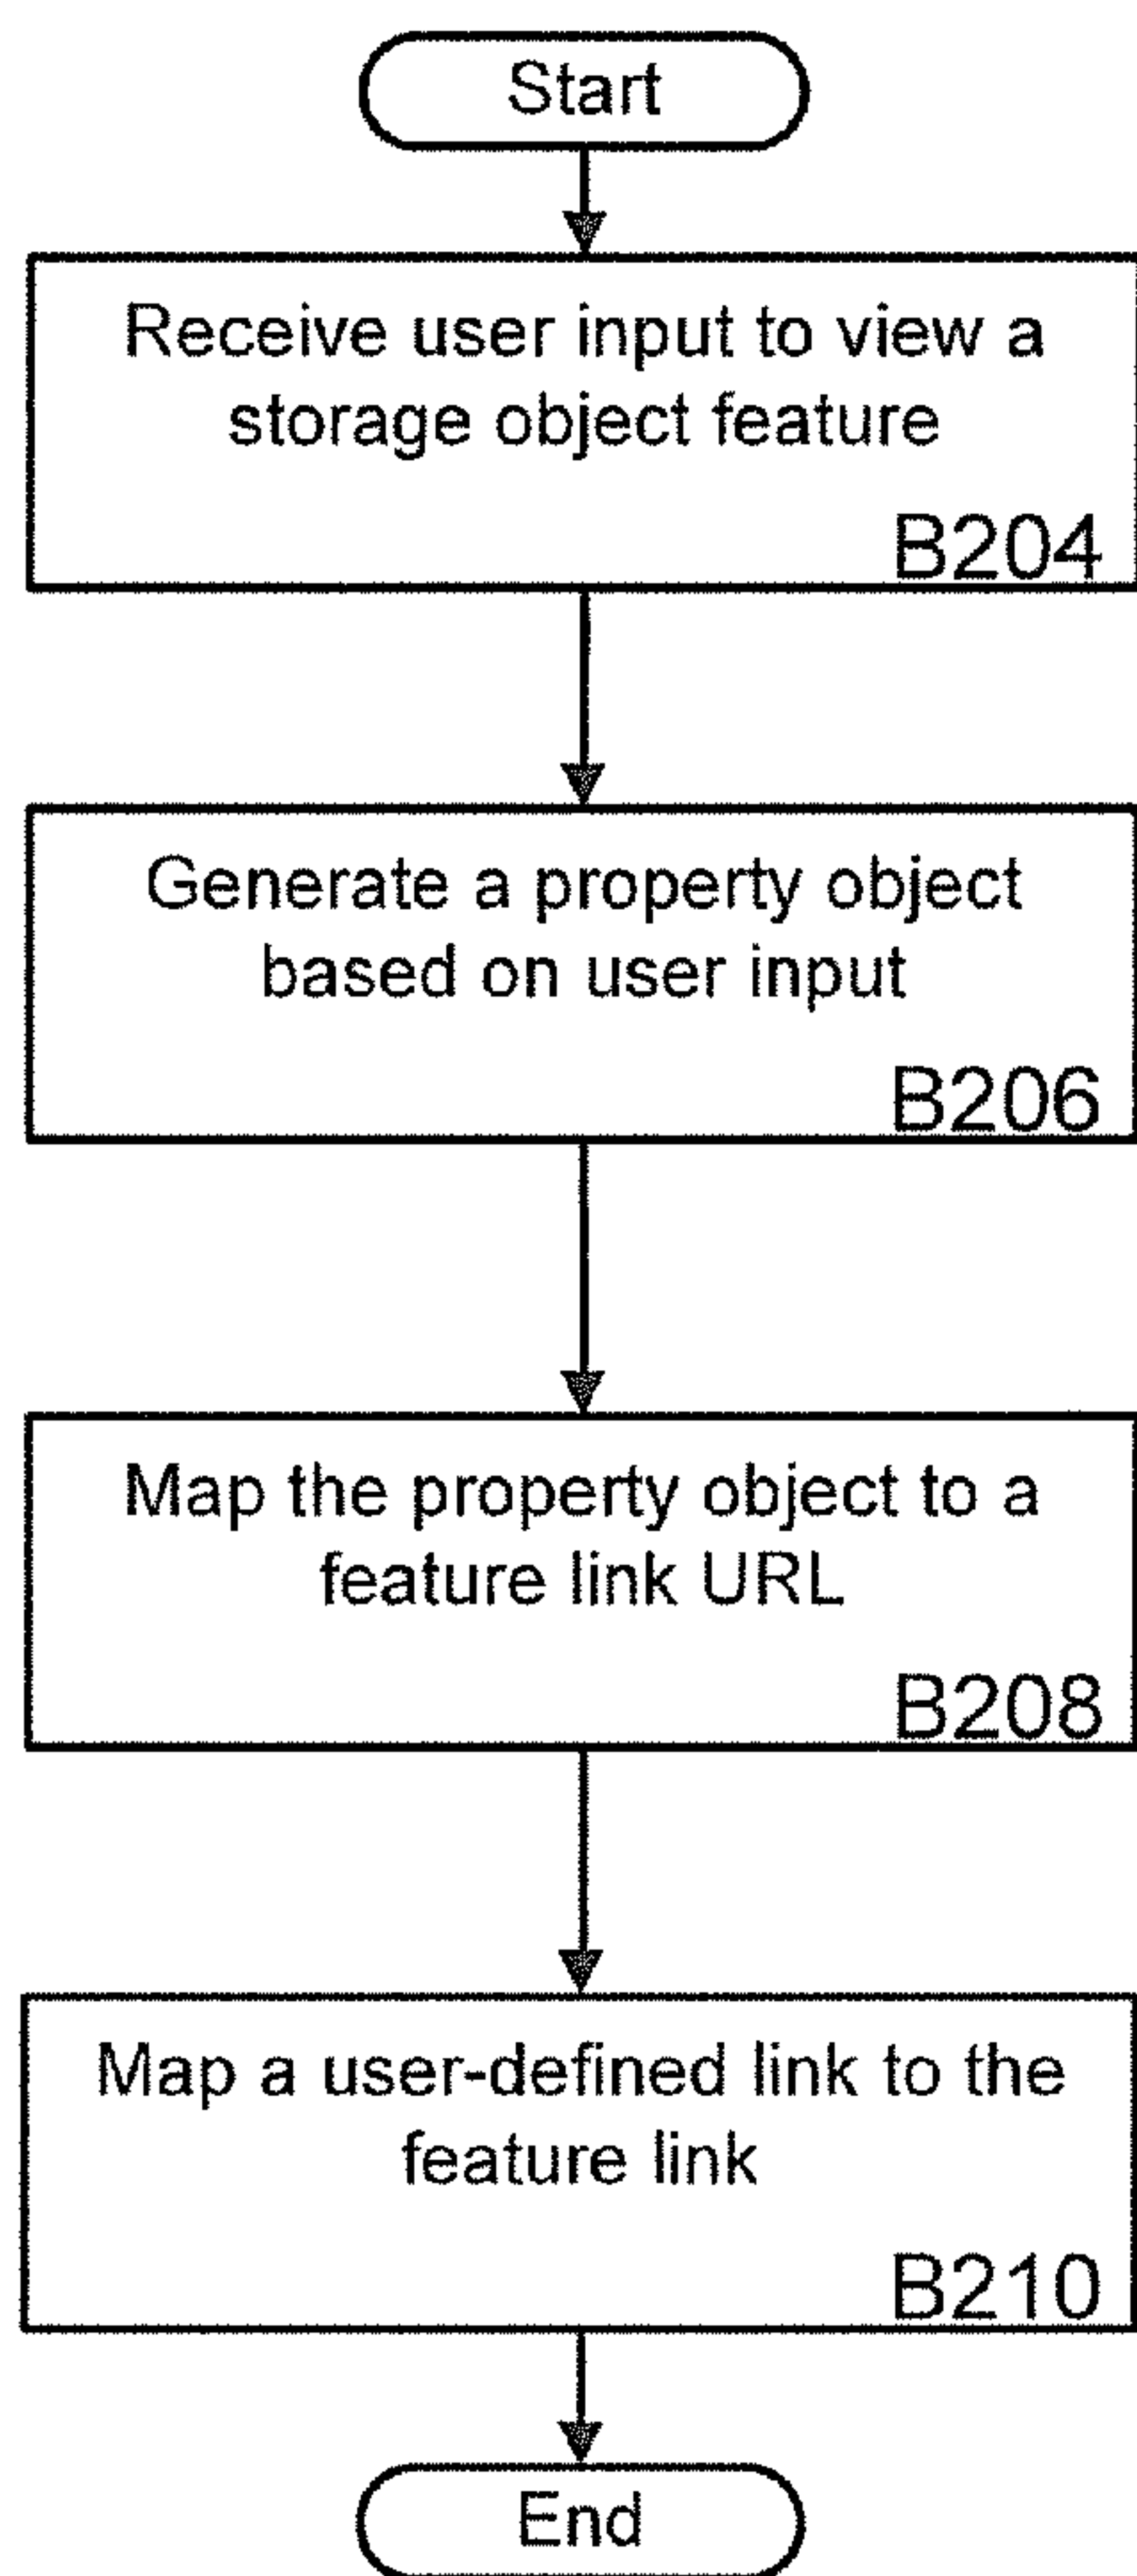 Start
Receive user input to view a
storage object feature
B204
Generate a property object
based on user input
B206
Map the property object to a
feature link URL
B208
Map a user-defined link to the
feature link
B210
End